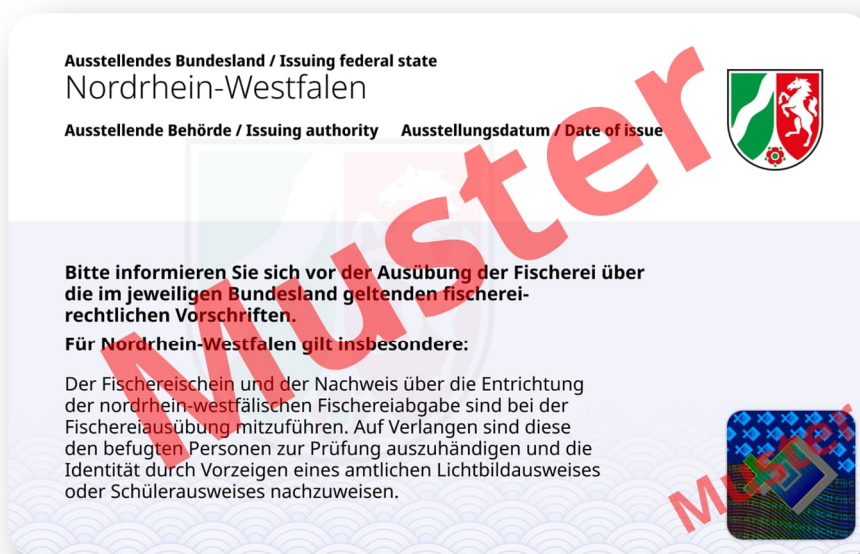 Ausstellendes Bundesland / Issuing federal state
Nordrhein-Westfalen
Ausstellende Behörde / Issuing authority Ausstellungsdatum / Date of issue
Muster
Bitte informieren Sie sich vor der Ausübung der Fischerei über
die im jeweiligen Bundesland geltenden fischerei-
rechtlichen Vorschriften.
Für Nordrhein-Westfalen gilt insbesondere:
Der Fischereischein und der Nachweis über die Entrichtung
der nordrhein-westfälischen Fischereiabgabe sind bei der
Fischereiausübung mitzuführen. Auf Verlangen sind diese
den befugten Personen zur Prüfung auszuhändigen und die
Identität durch Vorzeigen eines amtlichen Lichtbildausweises
oder Schülerausweises nachzuweisen.
Muster